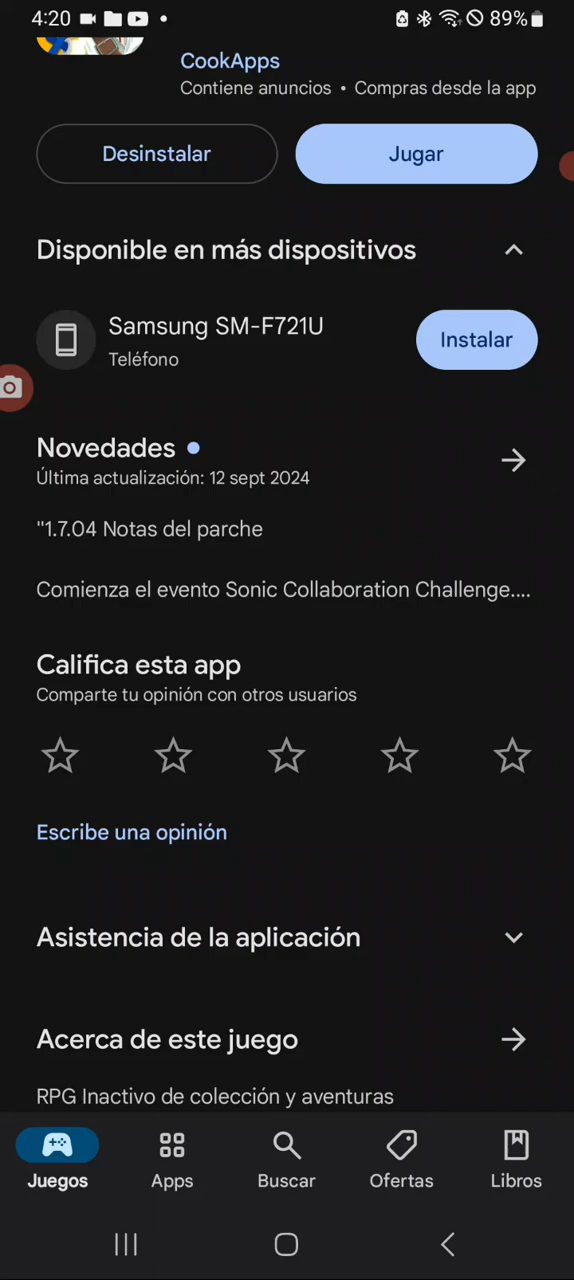 4:20
89%
CookApps
Contiene anuncios • Compras desde la app
Desinstalar
Jugar
Disponible en más dispositivos
Samsung SM-F721U
Teléfono
Instalar
Novedades
Última actualización: 12 sept 2024
"1.7.04 Notas del parche
Comienza el evento Sonic Collaboration Challenge....
Califica esta app
Comparte tu opinión con otros usuarios
Escribe una opinión
Asistencia de la aplicación
Acerca de este juego
RPG Inactivo de colección y aventuras
Juegos
Apps
Buscar
Ofertas
Libros